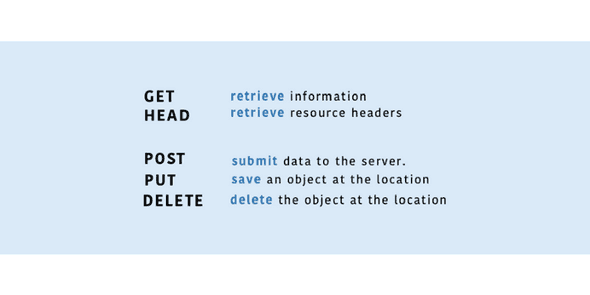 GET retrieve information
HEAD retrieve resource headers
POST submit data to the server.
PUT save an object at the location
DELETE delete the object at the location